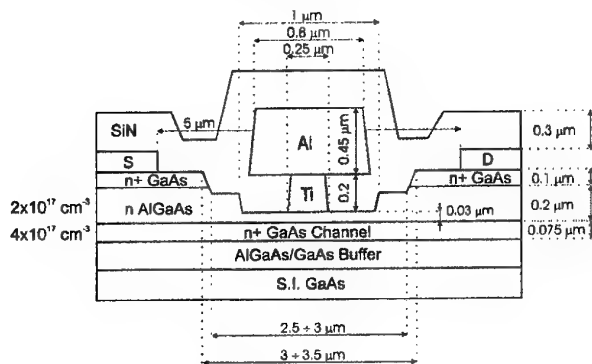 1 µm
0.8 µm
0.25 µm
SiN
5 µm
Al
0.45 µm
0.3 µm
S
D
n+ GaAs
Ti
0.2
n+ GaAs
0.1 µm
2x10¹⁷ cm⁻³
n AlGaAs
0.03 µm
0.2 µm
4x10¹⁷ cm⁻³
n+ GaAs Channel
0.075 µm
AlGaAs/GaAs Buffer
S.I. GaAs
2.5 ÷ 3 µm
3 ÷ 3.5 µm